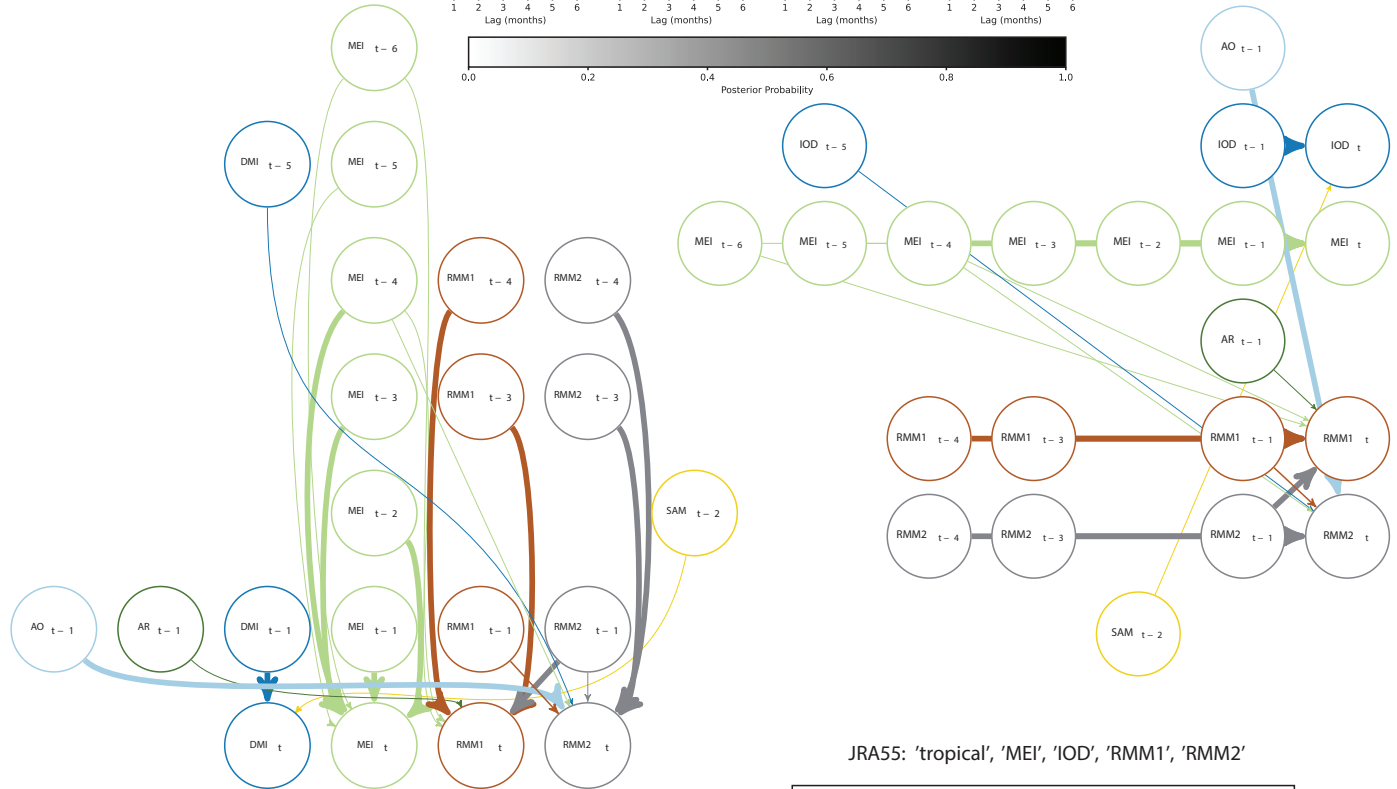 1 2 3 4 5 6 1 2 3 4 5 6 1 2 3 4 5 6 1 2 3 4 5 6
Lag (months) Lag (months) Lag (months) Lag (months)
0.0 0.2 0.4 0.6 0.8 1.0
Posterior Probability
MEI t − 6
DMI t − 5
MEI t − 5
MEI t − 4
RMM1 t − 4
RMM2 t − 4
MEI t − 3
RMM1 t − 3
RMM2 t − 3
MEI t − 2
SAM t − 2
AO t − 1
AR t − 1
DMI t − 1
MEI t − 1
RMM1 t − 1
RMM2 t − 1
DMI t
MEI t
RMM1 t
RMM2 t
AO t − 1
IOD t − 5
IOD t − 1
IOD t
MEI t − 6
MEI t − 5
MEI t − 4
MEI t − 3
MEI t − 2
MEI t − 1
MEI t
AR t − 1
RMM1 t − 4
RMM1 t − 3
RMM1 t − 1
RMM1 t
RMM2 t − 4
RMM2 t − 3
RMM2 t − 1
RMM2 t
SAM t − 2
JRA55: ’tropical’, ’MEI’, ’IOD’, ’RMM1’, ’RMM2’